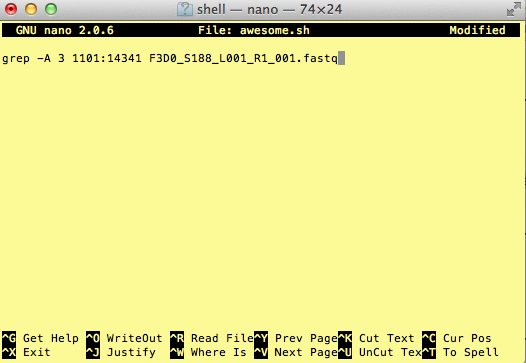 shell — nano — 74×24
GNU nano 2.0.6 File: awesome.sh Modified
grep -A 3 1101:14341 F3D0_S188_L001_R1_001.fastq
^G Get Help ^O WriteOut ^R Read File ^Y Prev Page ^K Cut Text ^C Cur Pos
^X Exit ^J Justify ^W Where Is ^V Next Page ^U UnCut Tex ^T To Spell